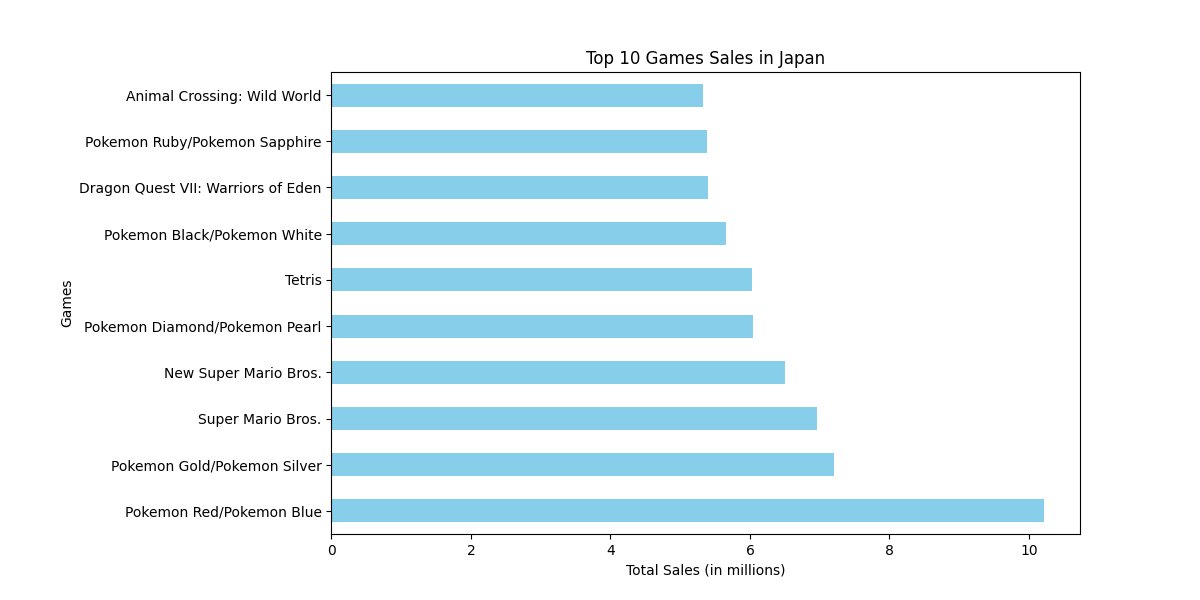 Top 10 Games Sales in Japan
Games
Animal Crossing: Wild World
Pokemon Ruby/Pokemon Sapphire
Dragon Quest VII: Warriors of Eden
Pokemon Black/Pokemon White
Tetris
Pokemon Diamond/Pokemon Pearl
New Super Mario Bros.
Super Mario Bros.
Pokemon Gold/Pokemon Silver
Pokemon Red/Pokemon Blue
0 2 4 6 8 10
Total Sales (in millions)